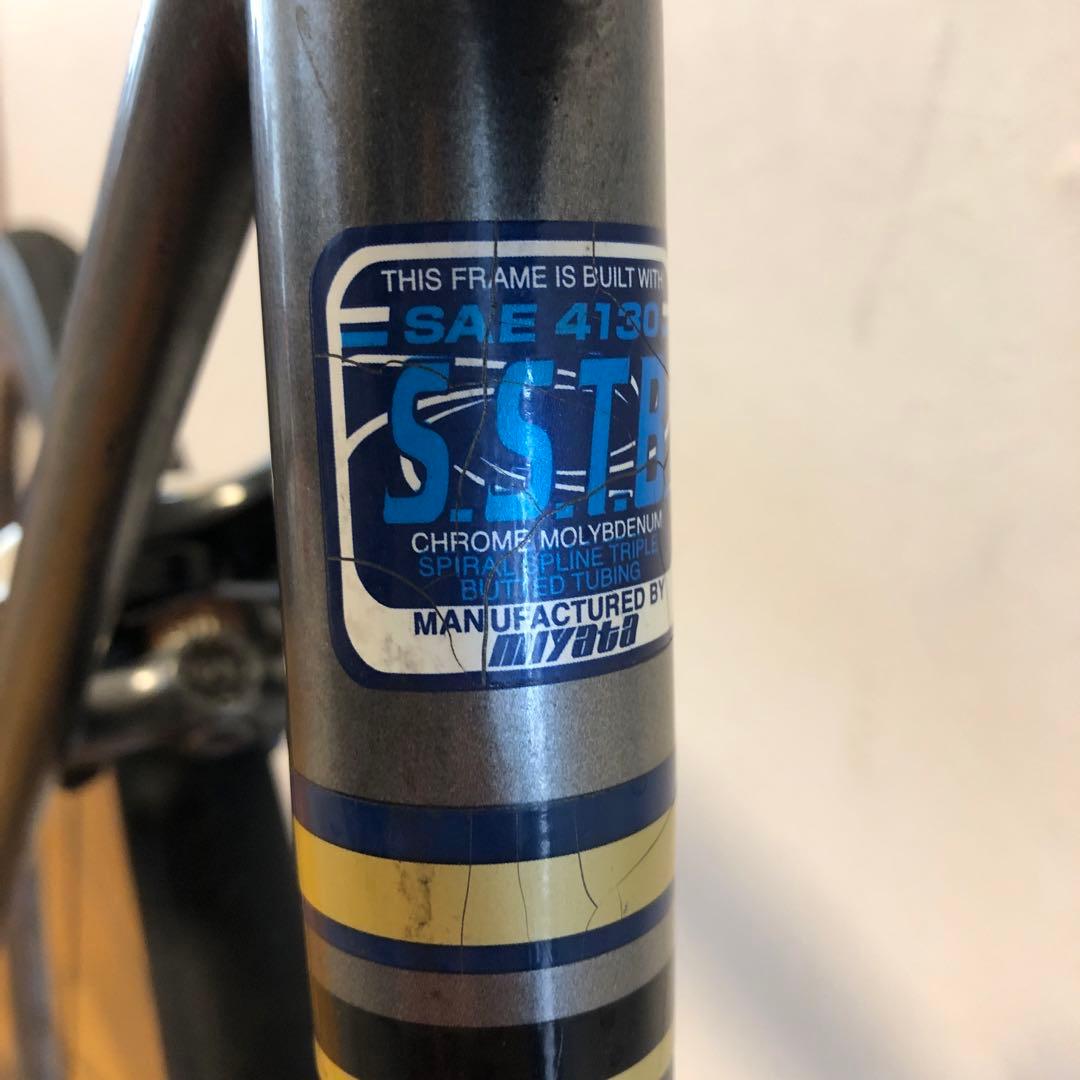 THIS FRAME IS BUILT WITH
SAE 4130
S.S.T.B.
CHROME MOLYBDENUM
SPIRAL SPLINE TRIPLE
BUTTED TUBING
MANUFACTURED BY
miyata